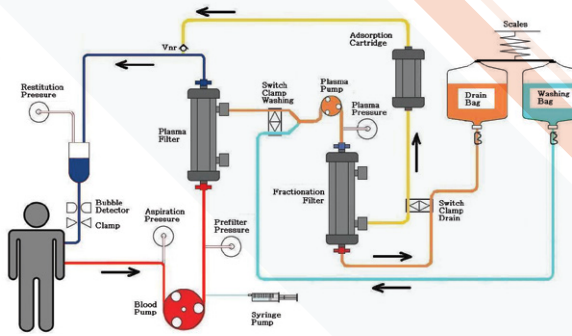 Adsorption
Cartridge
Scales
Vnr
Restitution
Pressure
Switch
Clamp
Washing
Plasma
Pump
Plasma
Pressure
Drain
Bag
Washing
Bag
Plasma
Filter
Fractionation
Filter
Switch
Clamp
Drain
Bubble
Detector
Clamp
Aspiration
Pressure
Prefilter
Pressure
Blood
Pump
Syringe
Pump